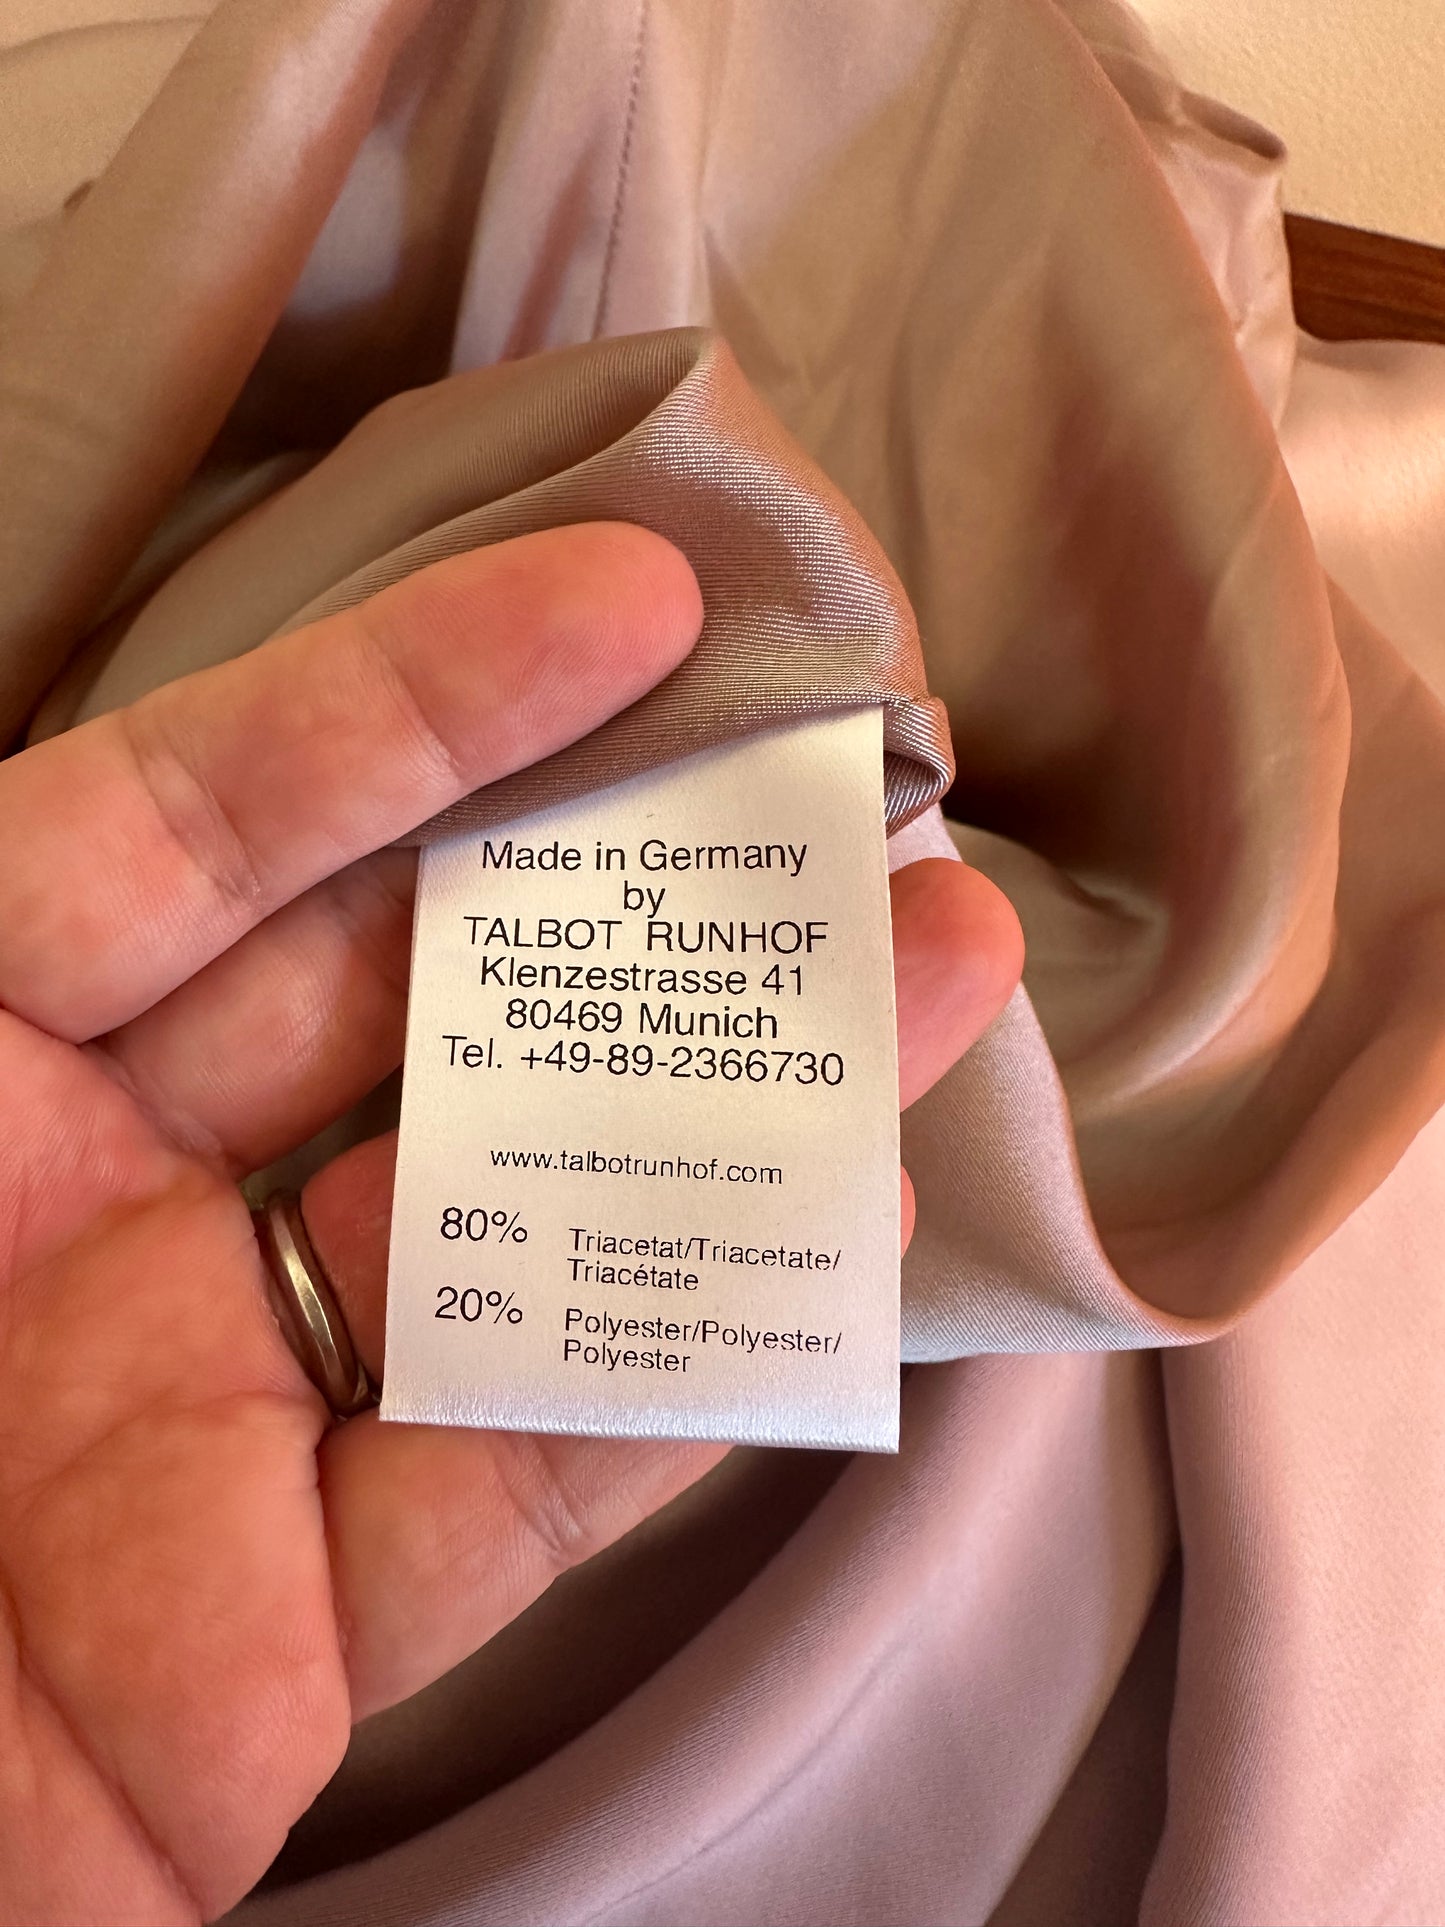 Made in Germany
by
TALBOT RUNHOF
Klenzestrasse 41
80469 Munich
Tel. +49-89-2366730
www.talbotrunhof.com
80% Triacetat/Triacetate/
Triacétate
20% Polyester/Polyester/
Polyester